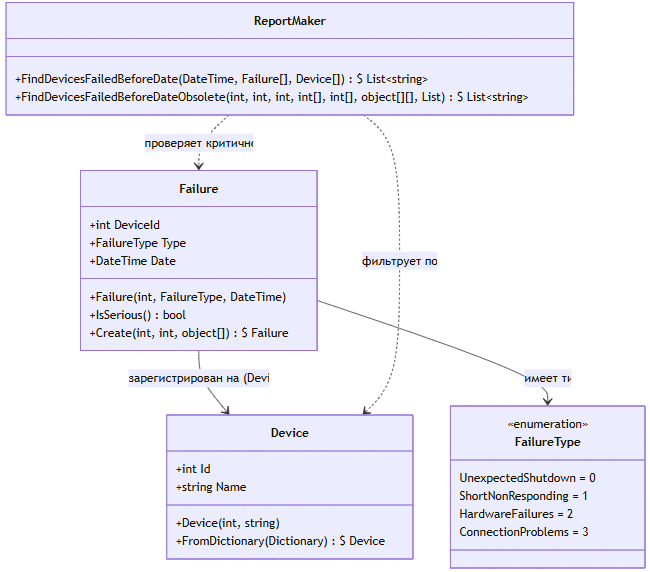 ReportMaker
+FindDevicesFailedBeforeDate(DateTime, Failure[], Device[]) : $ List<string>
+FindDevicesFailedBeforeDateObsolete(int, int, int, int[], int[], object[][], List) : $ List<string>
проверяет критично
Failure
+int DeviceId
+FailureType Type
+DateTime Date
фильтрует по
+Failure(int, FailureType, DateTime)
+IsSerious() : bool
+Create(int, int, object[]) : $ Failure
зарегистрирован на (Devi
имеет ти
Device
+int Id
+string Name
+Device(int, string)
+FromDictionary(Dictionary) : $ Device
«enumeration»
FailureType
UnexpectedShutdown = 0
ShortNonResponding = 1
HardwareFailures = 2
ConnectionProblems = 3